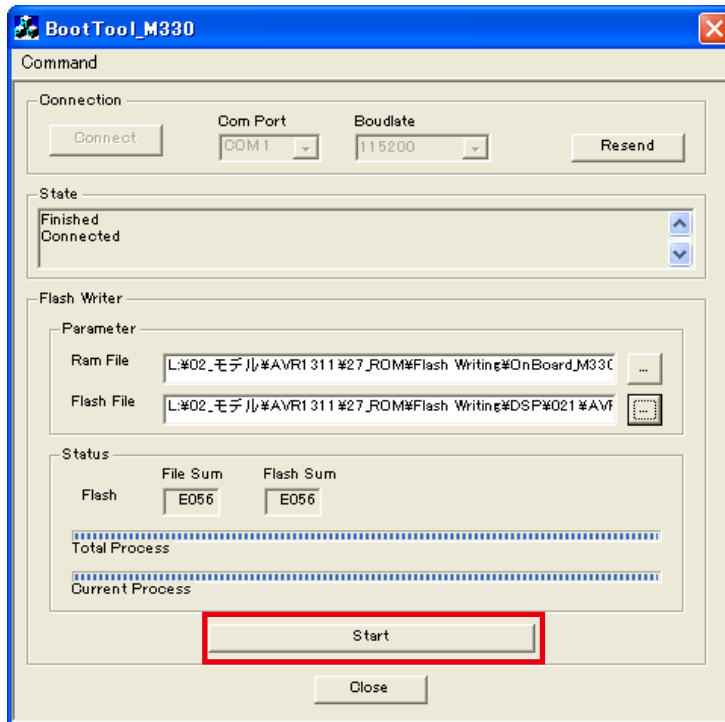 BootTool_M330
Command
Connection
Connect
Com Port
COM1
Boudlate
115200
Resend
State
Finished
Connected
Flash Writer
Parameter
Ram File
L:¥02_モデル¥AVR1311¥27_ROM¥Flash Writing¥OnBoard_M330
...
Flash File
L:¥02_モデル¥AVR1311¥27_ROM¥Flash Writing¥DSP¥021¥AVR
...
Status
File Sum
Flash Sum
Flash
E056
E056
Total Process
Current Process
Start
Close